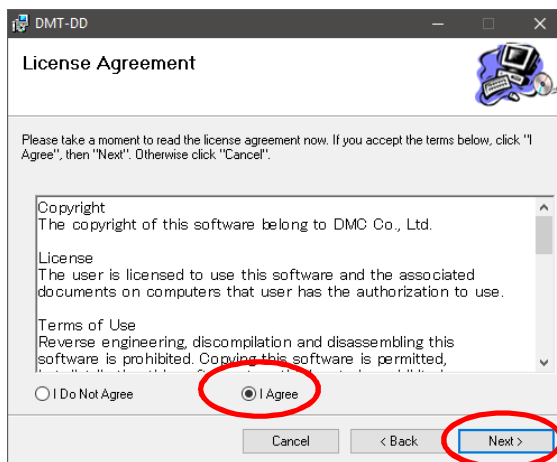 DMT-DD
License Agreement
Please take a moment to read the license agreement now. If you accept the terms below, click "I
Agree", then "Next". Otherwise click "Cancel".
Copyright
The copyright of this software belong to DMC Co., Ltd.
License
The user is licensed to use this software and the associated
documents on computers that user has the authorization to use.
Terms of Use
Reverse engineering, discompilation and disassembling this
software is prohibited. Copying this software is permitted,
I Do Not Agree
I Agree
Cancel
< Back
Next >